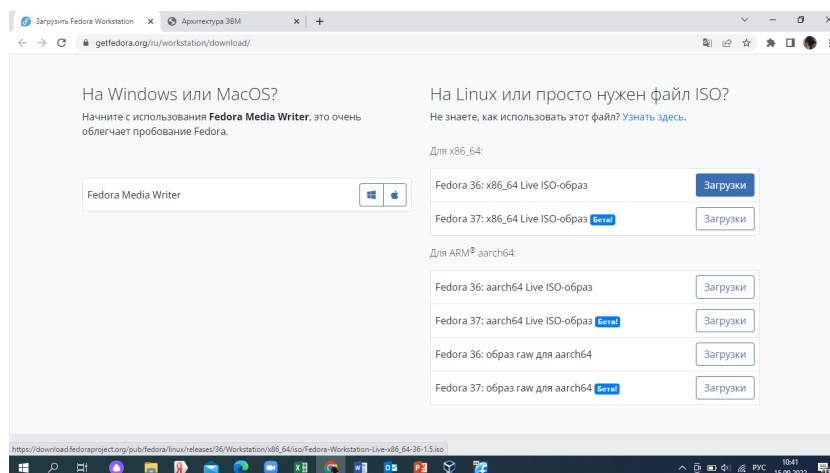 Загрузить Fedora Workstation
Архитектура ЭВМ
getfedora.org/ru/workstation/download/
На Windows или MacOS?
Начните с использования Fedora Media Writer, это очень
облегчает пробование Fedora.
Fedora Media Writer
На Linux или просто нужен файл ISO?
Не знаете, как использовать этот файл? Узнать здесь.
Для x86_64:
Fedora 36: x86_64 Live ISO-образ Загрузки
Fedora 37: x86_64 Live ISO-образ Бета! Загрузки
Для ARM® aarch64:
Fedora 36: aarch64 Live ISO-образ Загрузки
Fedora 37: aarch64 Live ISO-образ Бета! Загрузки
Fedora 36: образ raw для aarch64 Загрузки
Fedora 37: образ raw для aarch64 Бета! Загрузки
https://download.fedoraproject.org/pub/fedora/linux/releases/36/Workstation/x86_64/iso/Fedora-Workstation-Live-x86_64-36-1.5.iso
РУС
10:41
15.09.2022